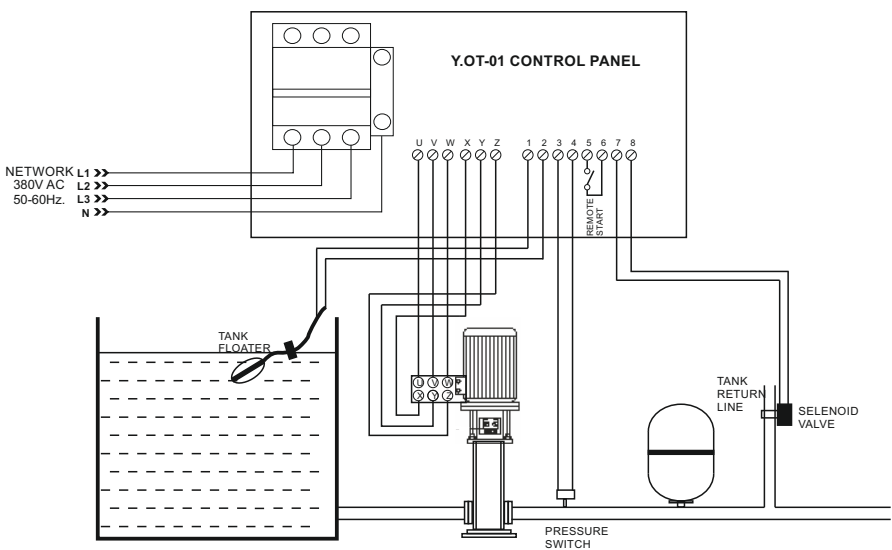 Y.OT-01 CONTROL PANEL
U V W X Y Z 1 2 3 4 5 6 7 8
REMOTE
START
NETWORK L1
380V AC L2
50-60Hz. L3
N
TANK
FLOATER
U V W
X Y Z
TANK
RETURN
LINE
SELENOID
VALVE
PRESSURE
SWITCH